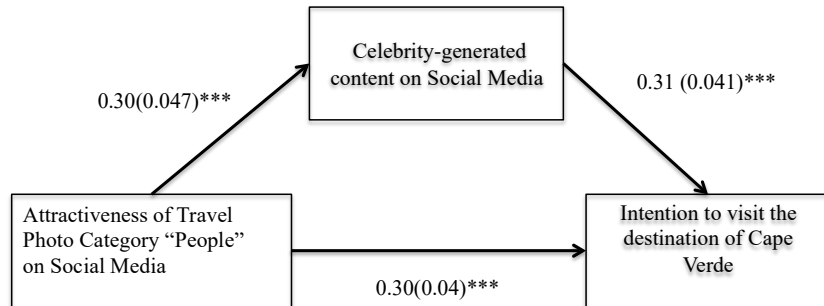 Celebrity-generated
content on Social Media
0.30(0.047)***
0.31 (0.041)***
Attractiveness of Travel
Photo Category “People”
on Social Media
Intention to visit the
destination of Cape
Verde
0.30(0.04)***